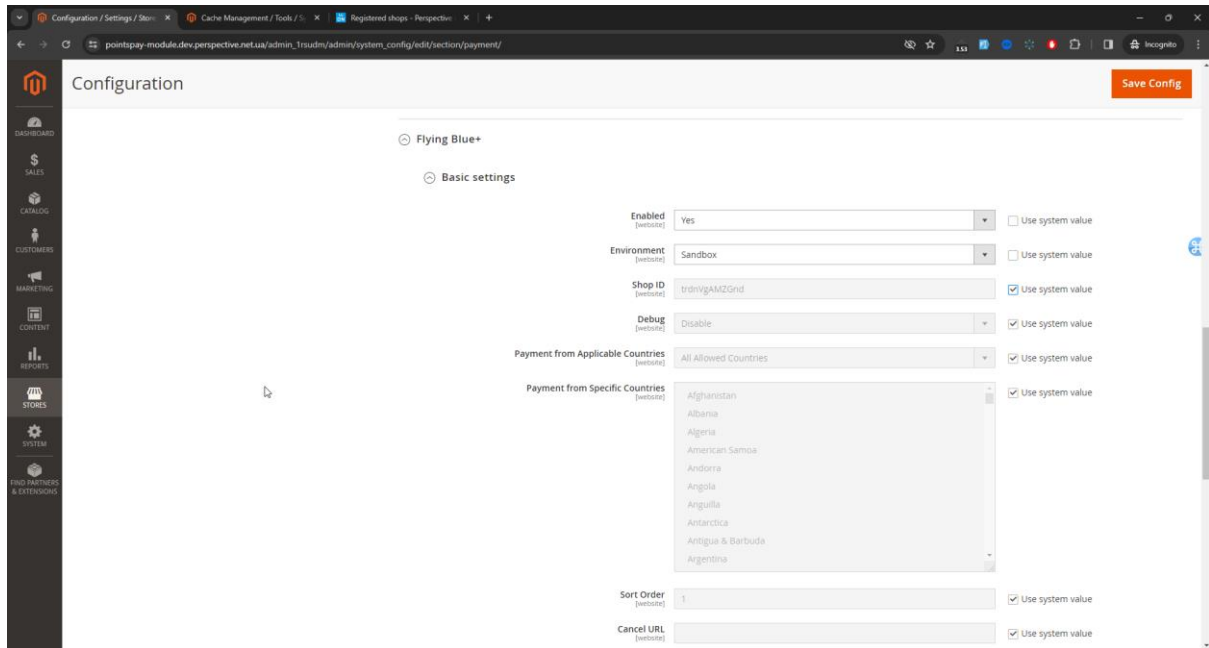 Configuration / Settings / Store
Cache Management / Tools / Sy
Registered shops - Perspective
pointspay-module.dev.perspective.net.ua/admin_1rsudm/admin/system_config/edit/section/payment/
3.53
Incognito
Configuration
Save Config
DASHBOARD
SALES
CATALOG
CUSTOMERS
MARKETING
CONTENT
REPORTS
STORES
SYSTEM
FIND PARTNERS
& EXTENSIONS
Flying Blue+
Basic settings
Enabled
[website]
Yes
Use system value
Environment
[website]
Sandbox
Use system value
Shop ID
[website]
trdnVgAMZGnd
Use system value
Debug
[website]
Disable
Use system value
Payment from Applicable Countries
[website]
All Allowed Countries
Use system value
Payment from Specific Countries
[website]
Afghanistan
Albania
Algeria
American Samoa
Andorra
Angola
Anguilla
Antarctica
Antigua & Barbuda
Argentina
Use system value
Sort Order
[website]
1
Use system value
Cancel URL
[website]
Use system value